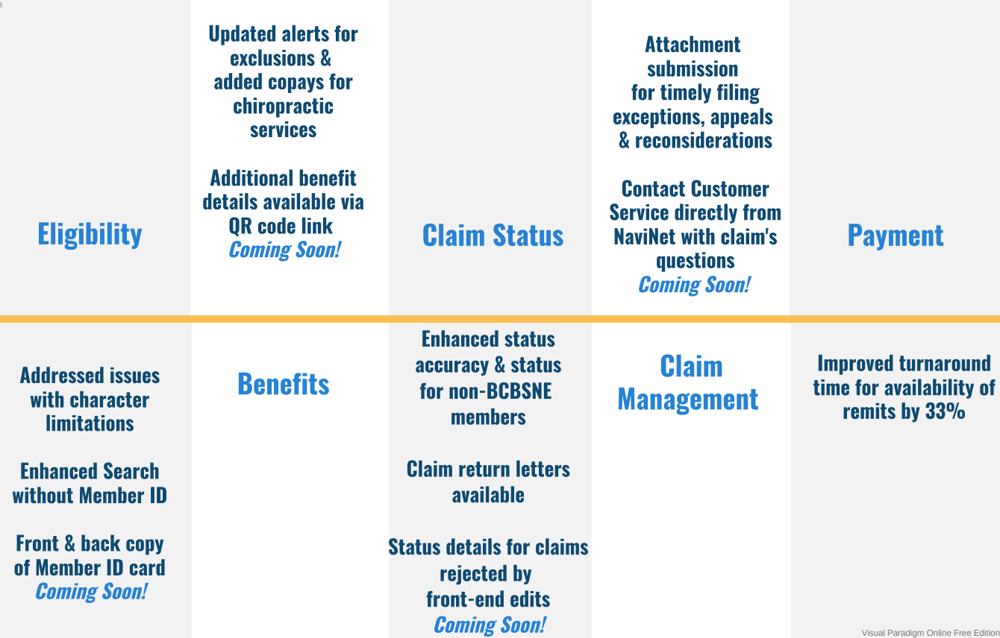 n
Eligibility
Addressed issues
with character
limitations
Enhanced Search
without Member ID
Front & back copy
of Member ID card
Coming Soon!
Updated alerts for
exclusions &
added copays for
chiropractic
services
Additional benefit
details available via
QR code link
Coming Soon!
Benefits
Claim Status
Enhanced status
accuracy & status
for non-BCBSNE
members
Claim return letters
available
Status details for claims
rejected by
front-end edits
Coming Soon!
Attachment
submission
for timely filing
exceptions, appeals
& reconsiderations
Contact Customer
Service directly from
NaviNet with claim's
questions
Coming Soon!
Claim
Management
Payment
Improved turnaround
time for availability of
remits by 33%
Visual Paradigm Online Free Edition